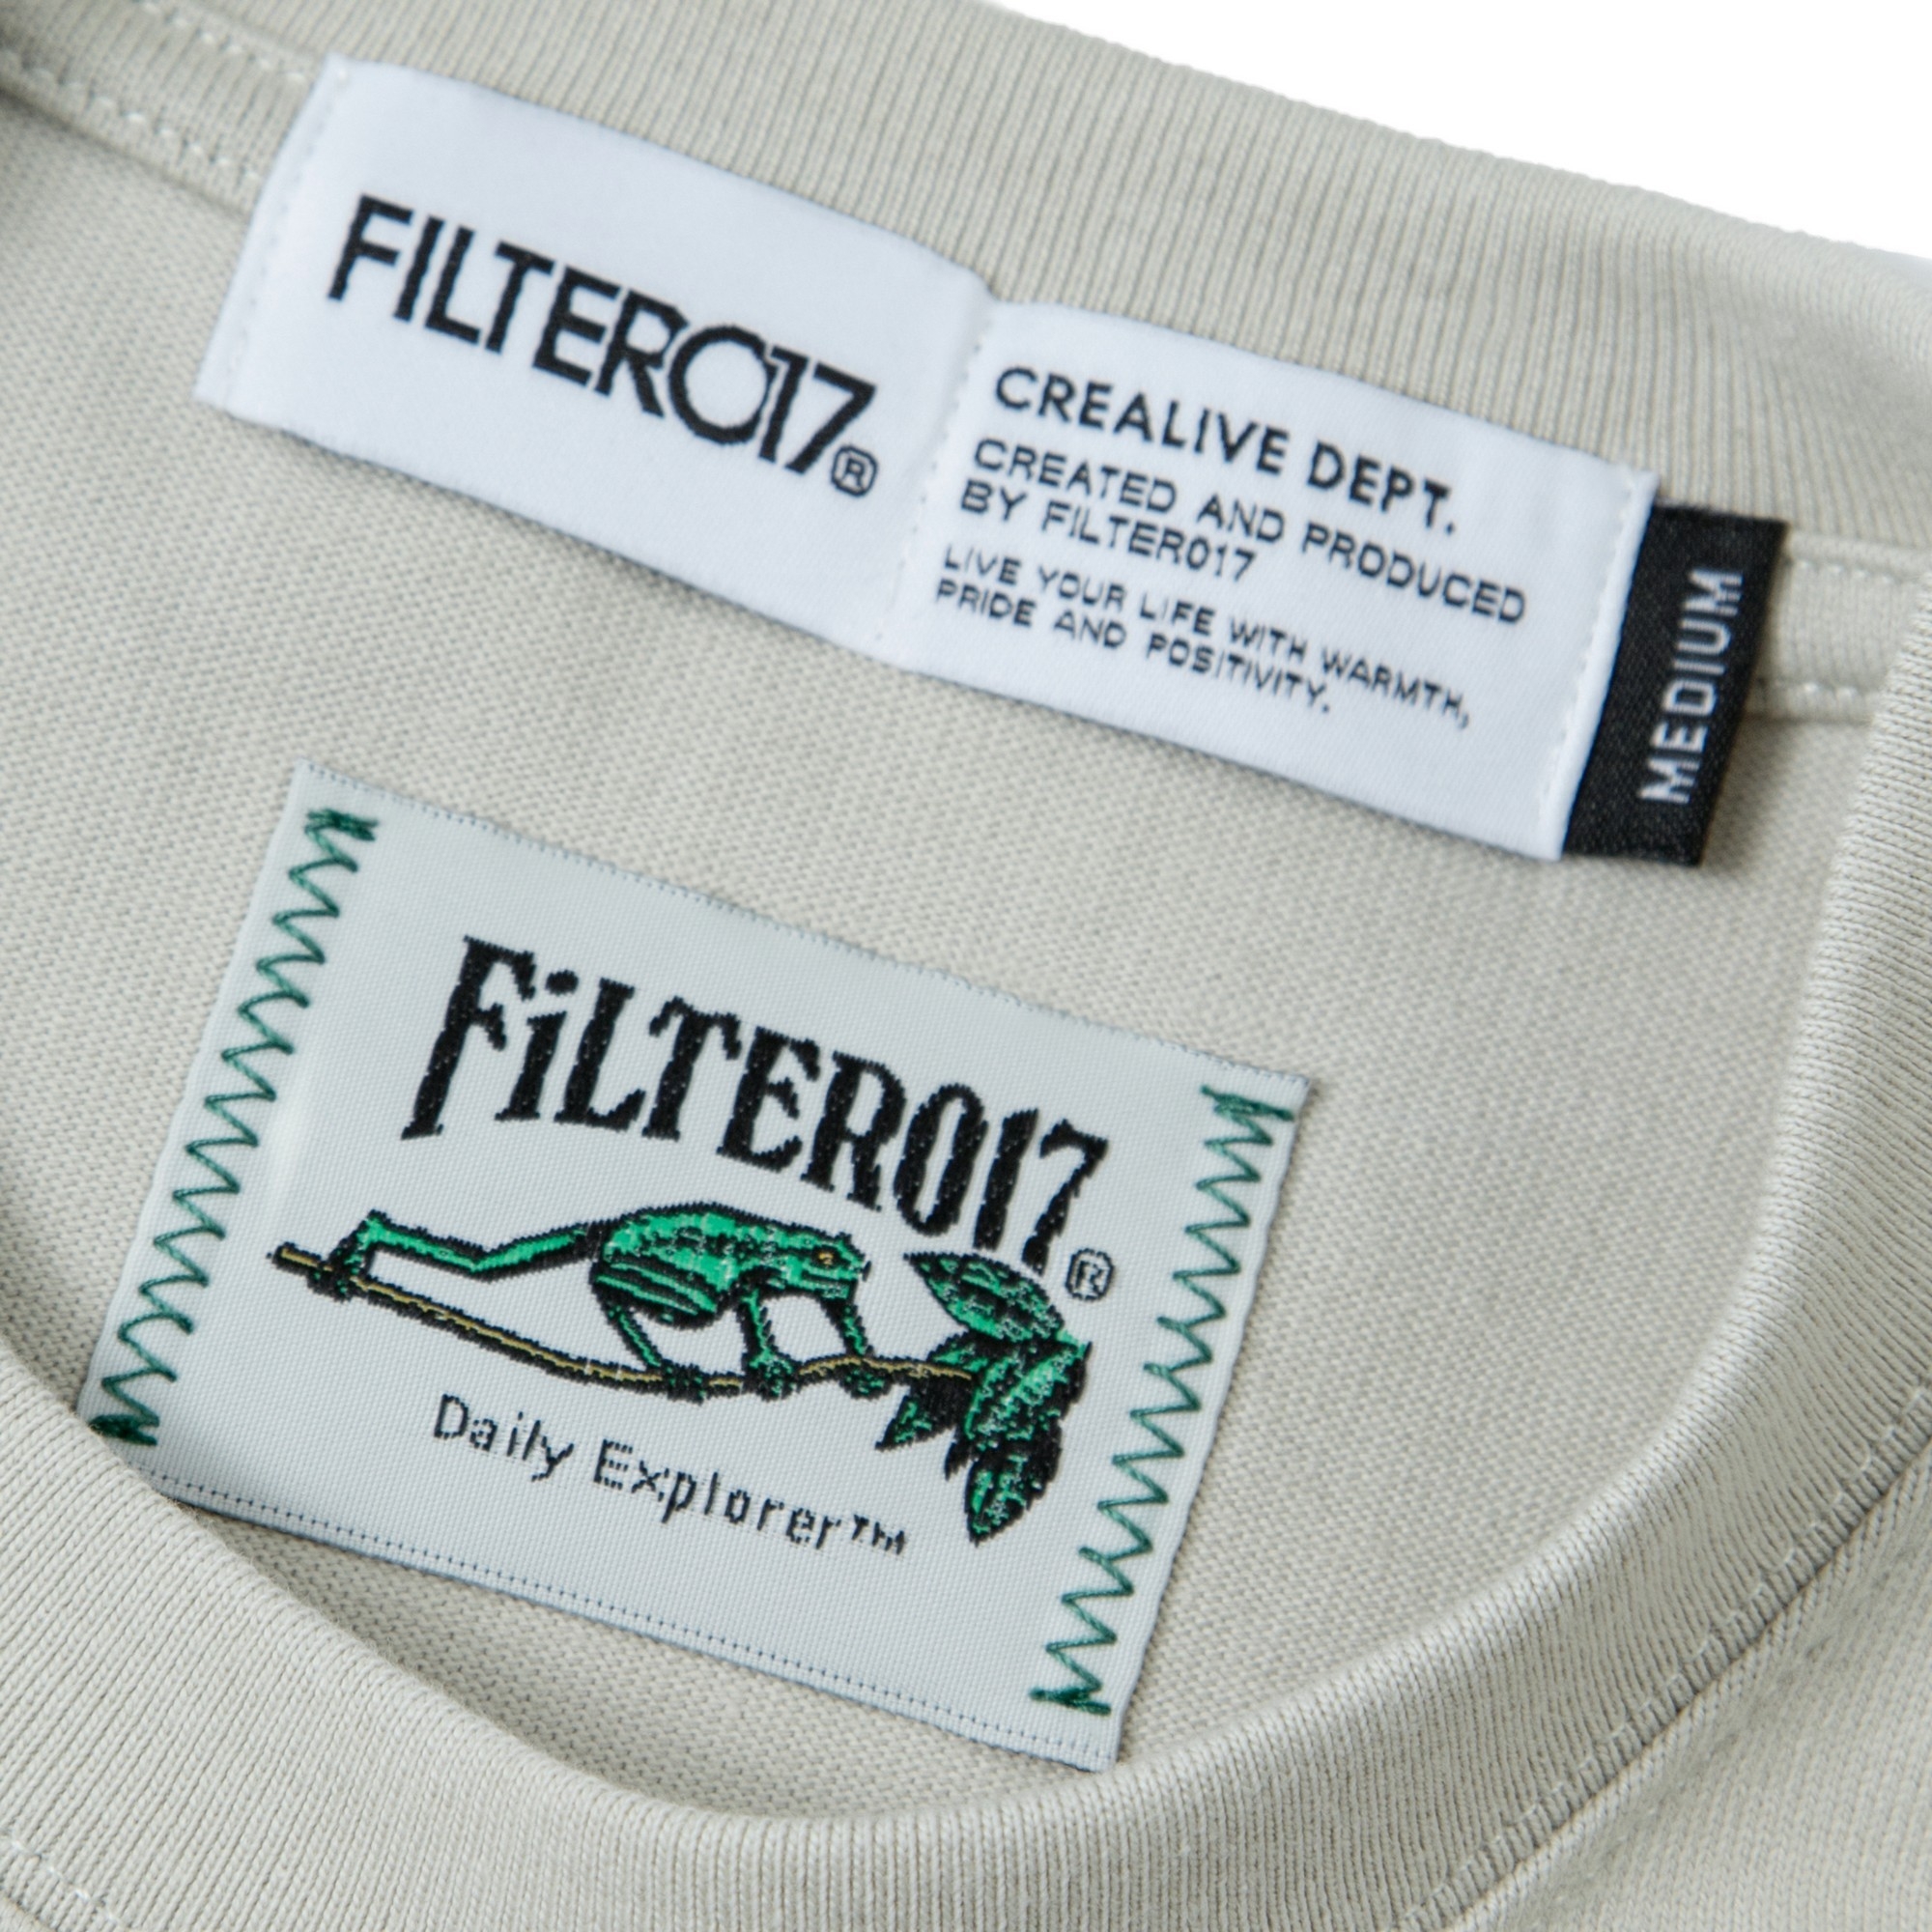 FILTER017®
CREALIVE DEPT.
CREATED AND PRODUCED
BY FILTER017
LIVE YOUR LIFE WITH WARMTH,
PRIDE AND POSITIVITY.
MEDIUM
FiLTER017®
Daily Explorer™